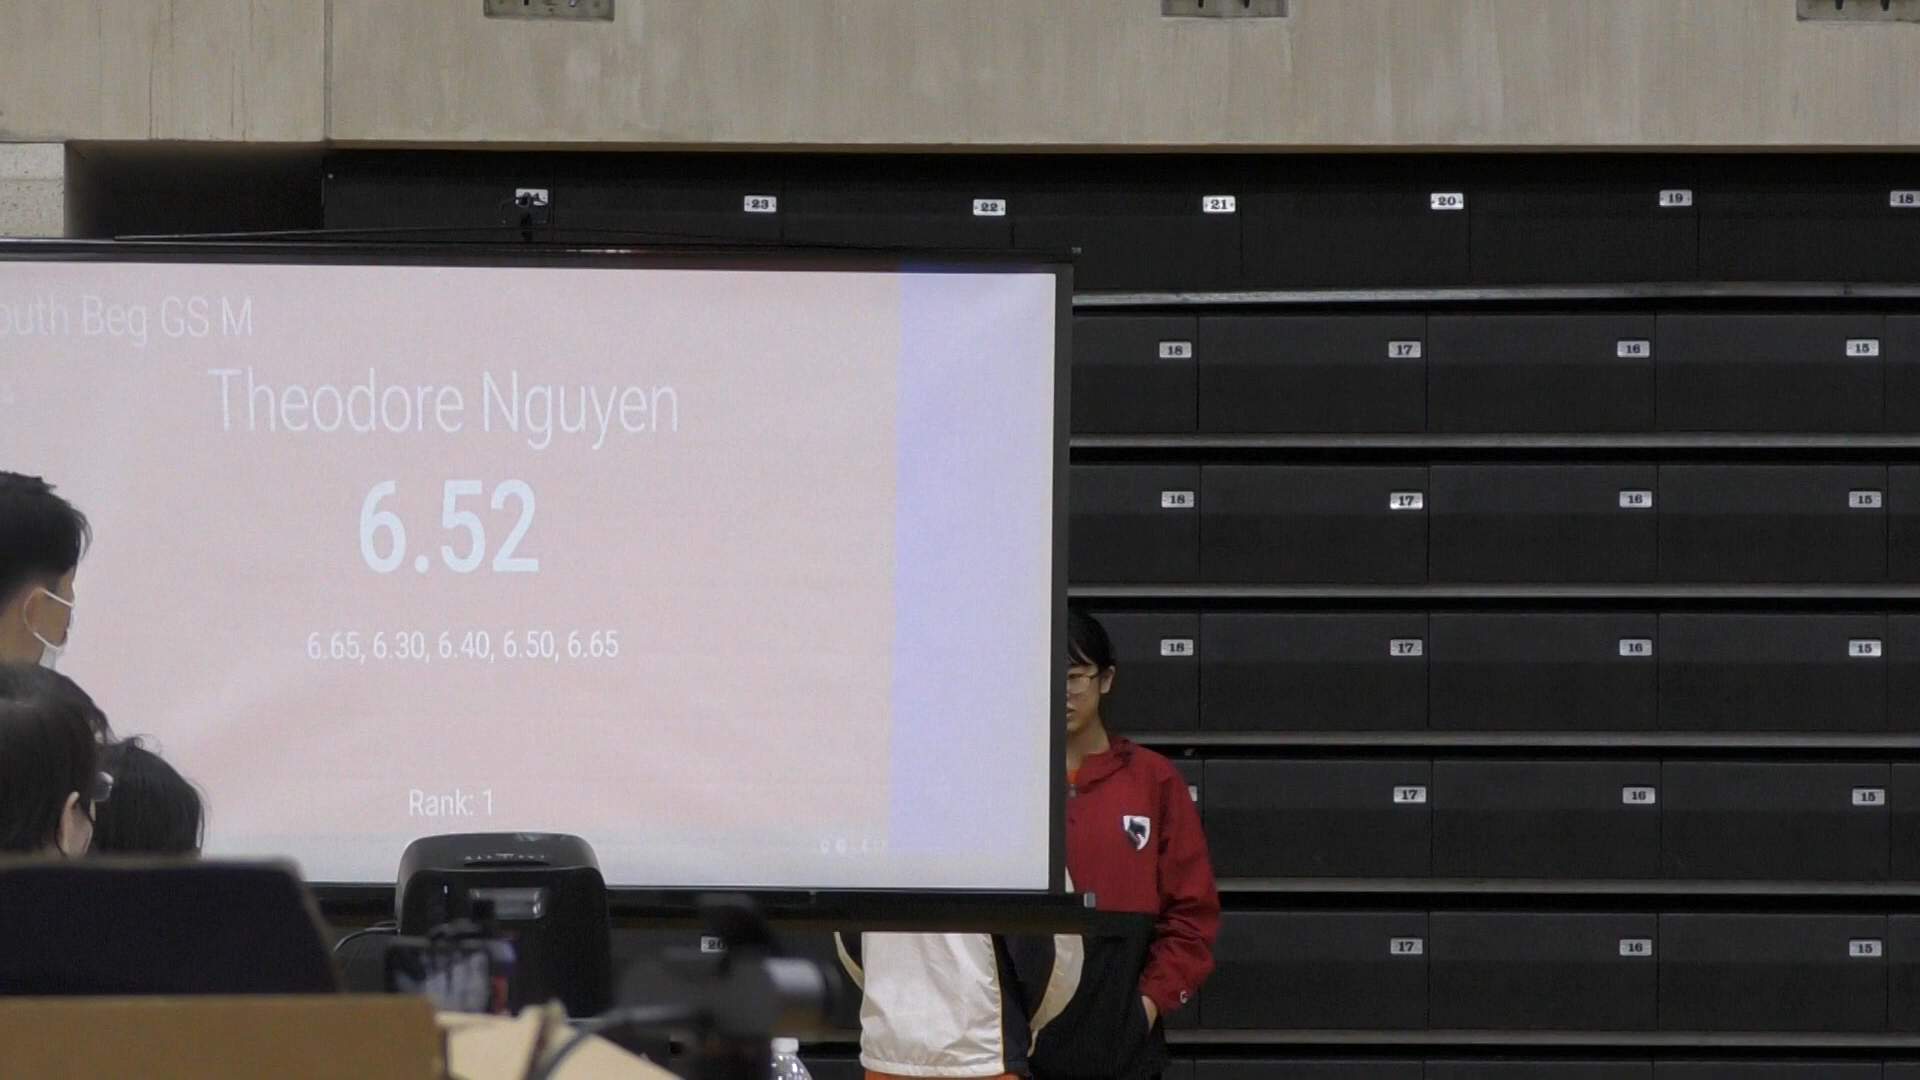 outh Beg GS M
Theodore Nguyen
6.52
6.65, 6.30, 6.40, 6.50, 6.65
Rank: 1
23 22 21 20 19 18
18 17 16 15
18 17 16 15
18 17 16 15
17 16 15
20 17 16 15